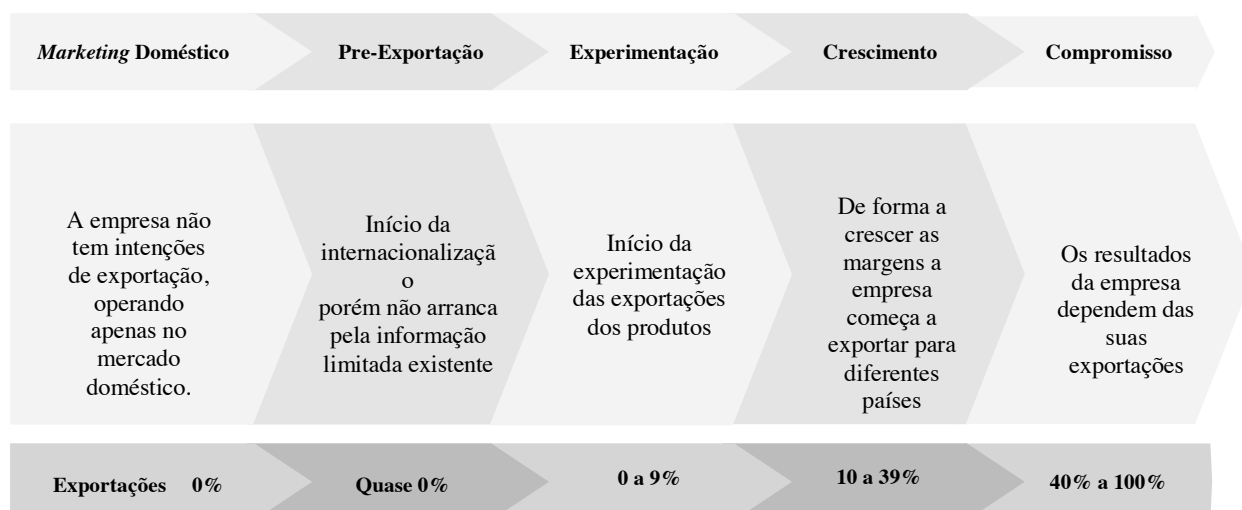 Marketing Doméstico
Pre-Exportação
Experimentação
Crescimento
Compromisso
A empresa não
tem intenções
de exportação,
operando
apenas no
mercado
doméstico.
Início da
internacionalizaçã
o
porém não arranca
pela informação
limitada existente
Início da
experimentação
das exportações
dos produtos
De forma a
crescer as
margens a
empresa
começa a
exportar para
diferentes
países
Os resultados
da empresa
dependem das
suas
exportações
Exportações 0%
Quase 0%
0 a 9%
10 a 39%
40% a 100%